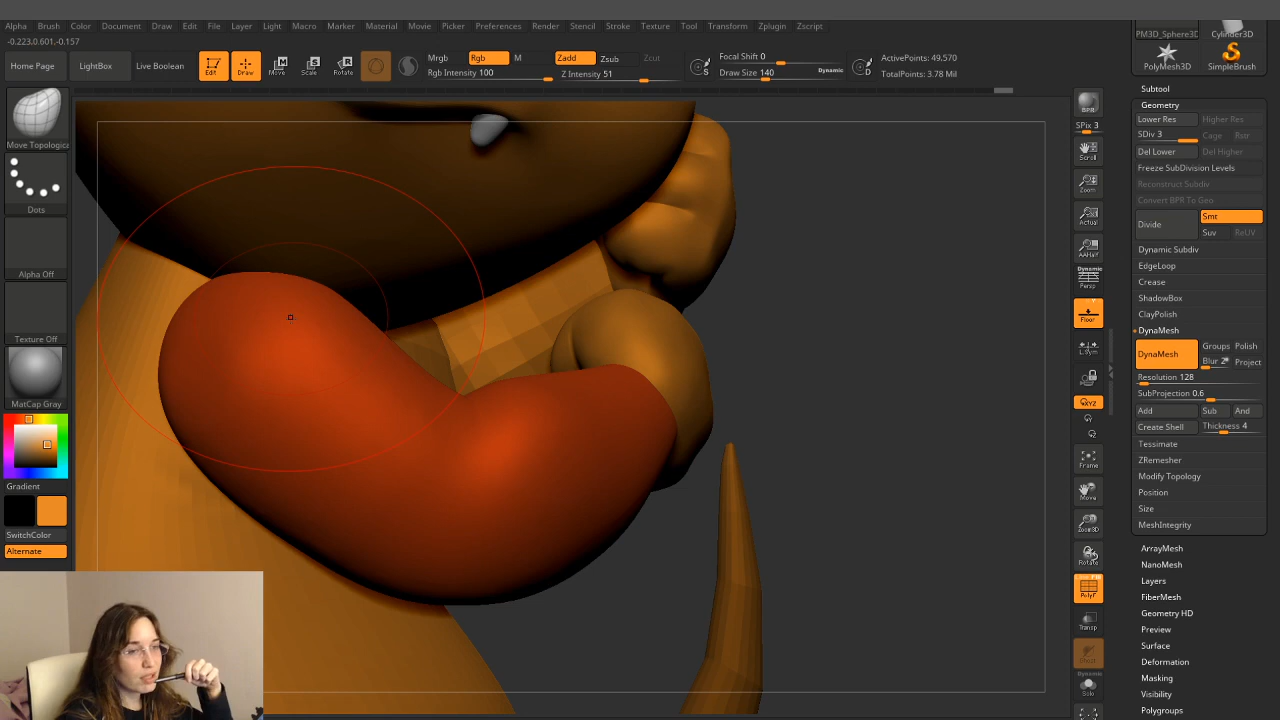 Alpha Brush Color Document Draw Edit File Layer Light Macro Marker Material Movie Picker Preferences Render Stencil Stroke Texture Tool Transform Zplugin Zscript
-0.223,0.601,-0.157
Home Page LightBox Live Boolean Edit Draw Move Scale Rotate
Mrgb Rgb M Zadd Zsub Zcut
Rgb Intensity 100 Z Intensity 51
Focal Shift 0
Draw Size 140 Dynamic
S D
ActivePoints: 49,570
TotalPoints: 3.78 Mil
Move Topologica
Dots
Alpha Off
Texture Off
MatCap Gray
Gradient
SwitchColor
Alternate
BPR
SPix 3
Scroll
Zoom
Actual
AAHalf
Dynamic
Persp
Floor
L.Sym
XYZ
Frame
Move
Zoom3D
Rotate
PolyF
Transp
Dynamic
Solo
PM3D_Sphere3D Cylinder3D
PolyMesh3D SimpleBrush
Subtool
Geometry
Lower Res Higher Res
SDiv 3 Cage Rstr
Del Lower Del Higher
Freeze SubDivision Levels
Reconstruct Subdiv
Convert BPR To Geo
Divide Smt
Suv ReUV
Dynamic Subdiv
EdgeLoop
Crease
ShadowBox
ClayPolish
DynaMesh
DynaMesh Groups Polish
Blur 2 Project
Resolution 128
SubProjection 0.6
Add Sub And
Create Shell Thickness 4
Tessimate
ZRemesher
Modify Topology
Position
Size
MeshIntegrity
ArrayMesh
NanoMesh
Layers
FiberMesh
Geometry HD
Preview
Surface
Deformation
Masking
Visibility
Polygroups